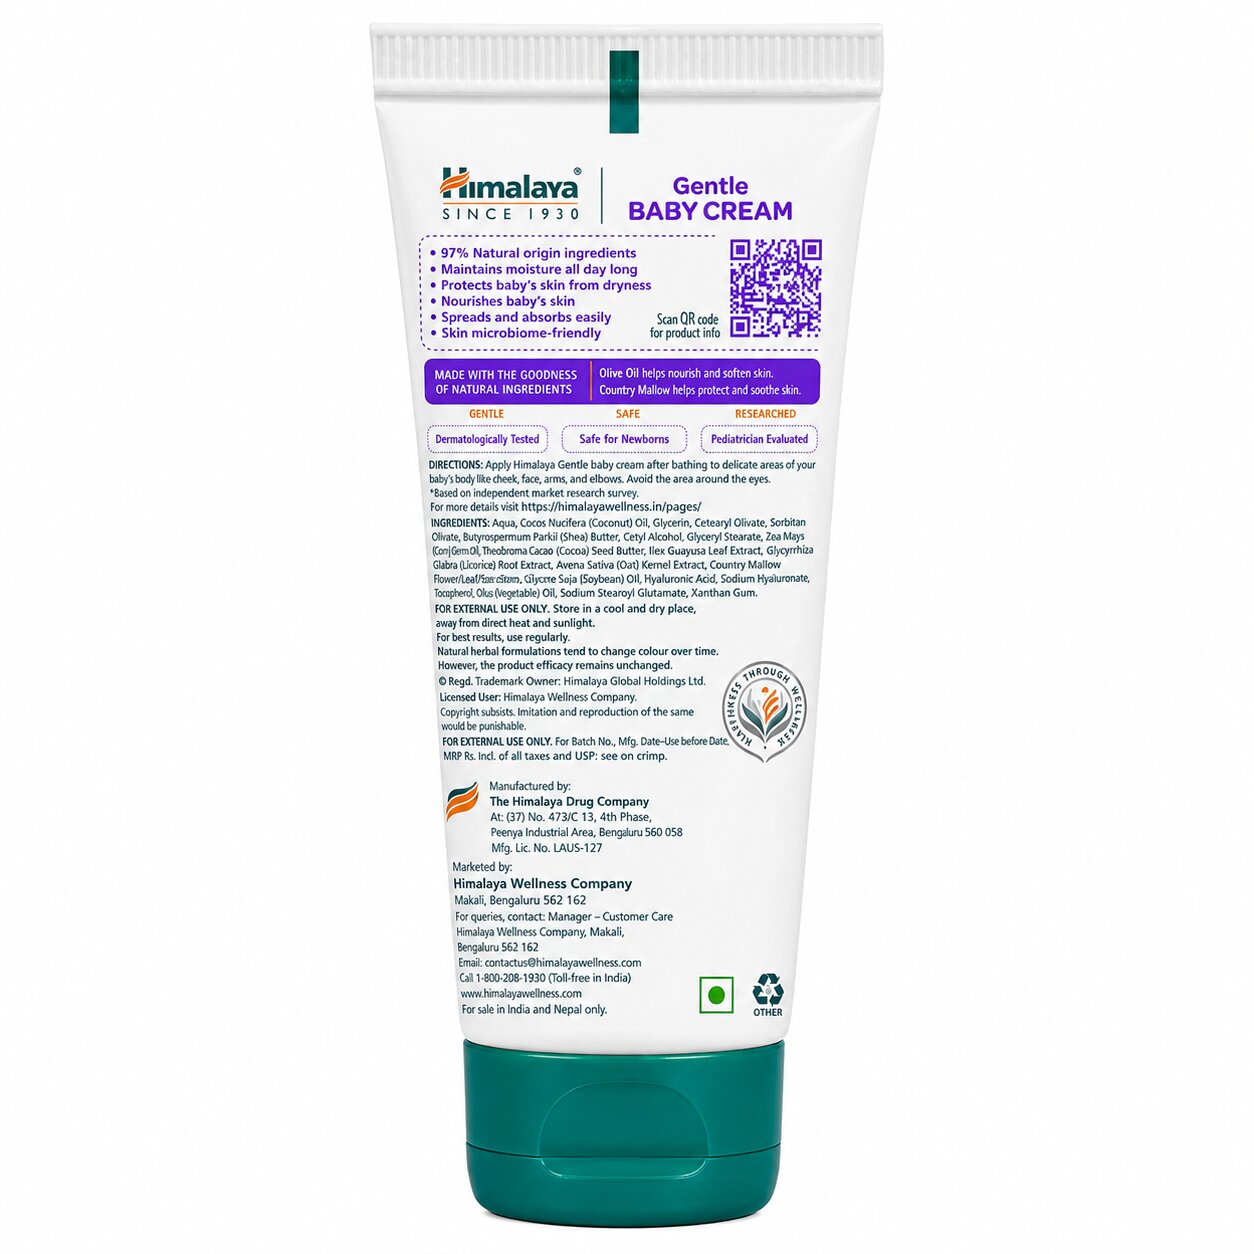 Himalaya®
SINCE 1930
Gentle
BABY CREAM
• 97% Natural origin ingredients
• Maintains moisture all day long
• Protects baby's skin from dryness
• Nourishes baby's skin
• Spreads and absorbs easily
• Skin microbiome-friendly
Scan QR code
for product info
MADE WITH THE GOODNESS
OF NATURAL INGREDIENTS
Olive Oil helps nourish and soften skin.
Country Mallow helps protect and soothe skin.
GENTLE
Dermatologically Tested
SAFE
Safe for Newborns
RESEARCHED
Pediatrician Evaluated
DIRECTIONS: Apply Himalaya Gentle baby cream after bathing to delicate areas of your
baby's body like cheek, face, arms, and elbows. Avoid the area around the eyes.
*Based on independent market research survey.
For more details visit https://himalayawellness.in/pages/
INGREDIENTS: Aqua, Cocos Nucifera (Coconut) Oil, Glycerin, Cetearyl Olivate, Sorbitan
Olivate, Butyrospermum Parkil (Shea) Butter, Cetyl Alcohol, Glyceryl Stearate, Zea Mays
Oil, Theobroma Cacao (Cocoa) Seed Butter, Ilex Guayusa Leaf Extract, Glycyrrhiza
Glabra (Licorice) Root Extract, Avena Sativa (Oat) Kernel Extract, Country Mallow
Soja (Soybean) Oil, Hyaluronic Acid, Sodium Hyaluronate,
Olus (Vegetable) Oil, Sodium Stearoyl Glutamate, Xanthan Gum.
FOR EXTERNAL USE ONLY. Store in a cool and dry place,
away from direct heat and sunlight.
For best results, use regularly.
Natural herbal formulations tend to change colour over time.
However, the product efficacy remains unchanged.
© Regd. Trademark Owner: Himalaya Global Holdings Ltd.
Licensed User: Himalaya Wellness Company.
Copyright subsists. Imitation and reproduction of the same
would be punishable.
FOR EXTERNAL USE ONLY. For Batch No., Mfg. Date–Use before Date,
MRP Rs. Incl. of all taxes and USP: see on crimp.
THROUGH
Manufactured by:
The Himalaya Drug Company
At: (37) No. 473/C 13, 4th Phase,
Peenya Industrial Area, Bengaluru 560 058
Mfg. Lic. No. LAUS-127
Marketed by:
Himalaya Wellness Company
Makali, Bengaluru 562 162
For queries, contact: Manager – Customer Care
Himalaya Wellness Company, Makali,
Bengaluru 562 162
Email: contactus@himalayawellness.com
Call 1-800-208-1930 (Toll-free in India)
www.himalayawellness.com
For sale in India and Nepal only.
OTHER